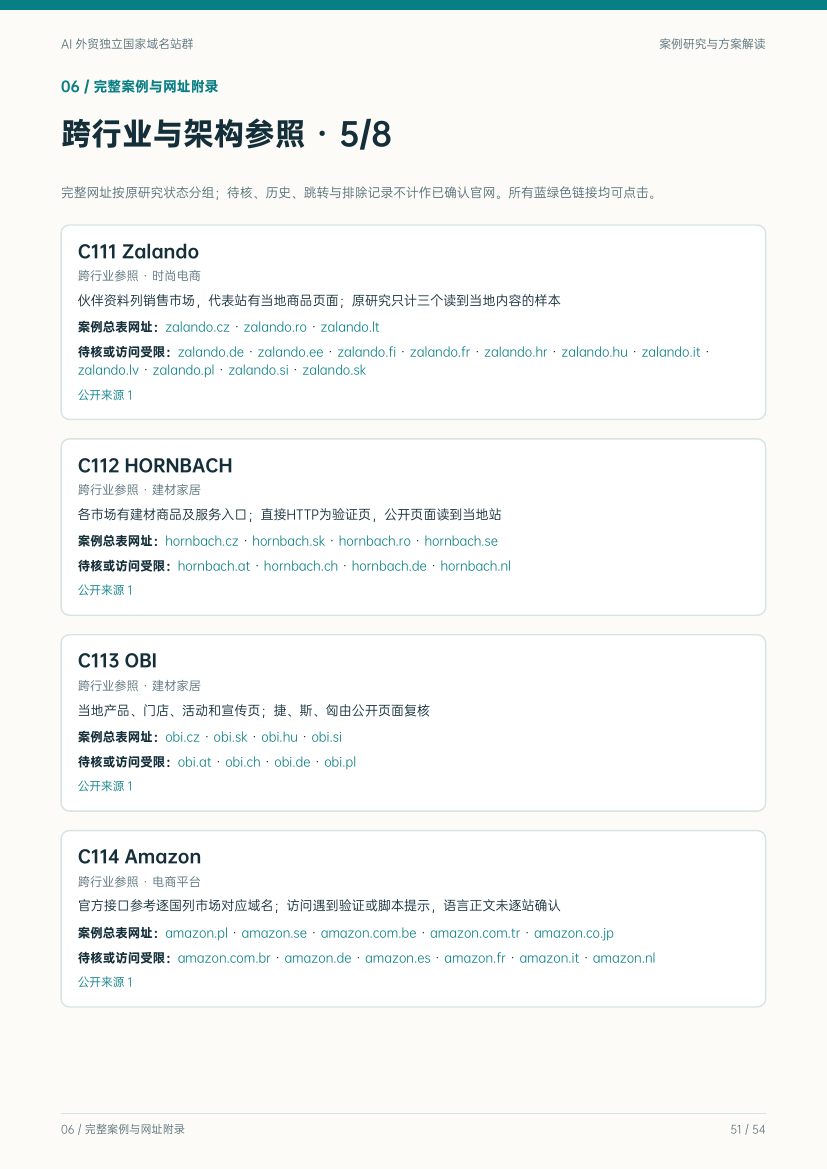 AI 外贸独立国家域名站群
案例研究与方案解读
06 / 完整案例与网址附录
跨行业与架构参照 · 5/8
完整网址按原研究状态分组；待核、历史、跳转与排除记录不计作已确认官网。所有蓝绿色链接均可点击。
C111 Zalando
跨行业参照 · 时尚电商
伙伴资料列销售市场，代表站有当地商品页面；原研究只计三个读到当地内容的样本
案例总表网址：zalando.cz · zalando.ro · zalando.lt
待核或访问受限：zalando.de · zalando.ee · zalando.fi · zalando.fr · zalando.hr · zalando.hu · zalando.it ·
zalando.lv · zalando.pl · zalando.si · zalando.sk
公开来源 1
C112 HORNBACH
跨行业参照 · 建材家居
各市场有建材商品及服务入口；直接HTTP为验证页，公开页面读到当地站
案例总表网址：hornbach.cz · hornbach.sk · hornbach.ro · hornbach.se
待核或访问受限：hornbach.at · hornbach.ch · hornbach.de · hornbach.nl
公开来源 1
C113 OBI
跨行业参照 · 建材家居
当地产品、门店、活动和宣传页；捷、斯、匈由公开页面复核
案例总表网址：obi.cz · obi.sk · obi.hu · obi.si
待核或访问受限：obi.at · obi.ch · obi.de · obi.pl
公开来源 1
C114 Amazon
跨行业参照 · 电商平台
官方接口参考逐国列市场对应域名；访问遇到验证或脚本提示，语言正文未逐站确认
案例总表网址：amazon.pl · amazon.se · amazon.com.be · amazon.com.tr · amazon.co.jp
待核或访问受限：amazon.com.br · amazon.de · amazon.es · amazon.fr · amazon.it · amazon.nl
公开来源 1
06 / 完整案例与网址附录
51 / 54